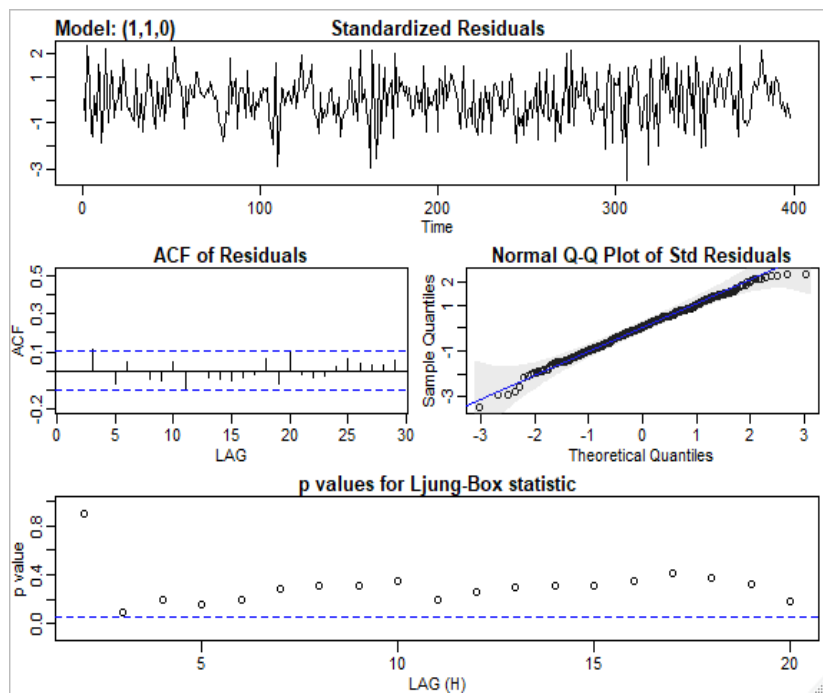 Model: (1,1,0) Standardized Residuals
2
1
-1
-3
0 100 200 300 400
Time
ACF of Residuals
ACF
0.5
0.3
0.1
-0.2
0 5 10 15 20 25 30
LAG
Normal Q-Q Plot of Std Residuals
Sample Quantiles
2
1
-1
-3
-3 -2 -1 0 1 2 3
Theoretical Quantiles
p values for Ljung-Box statistic
p value
0.8
0.4
0.0
5 10 15 20
LAG (H)